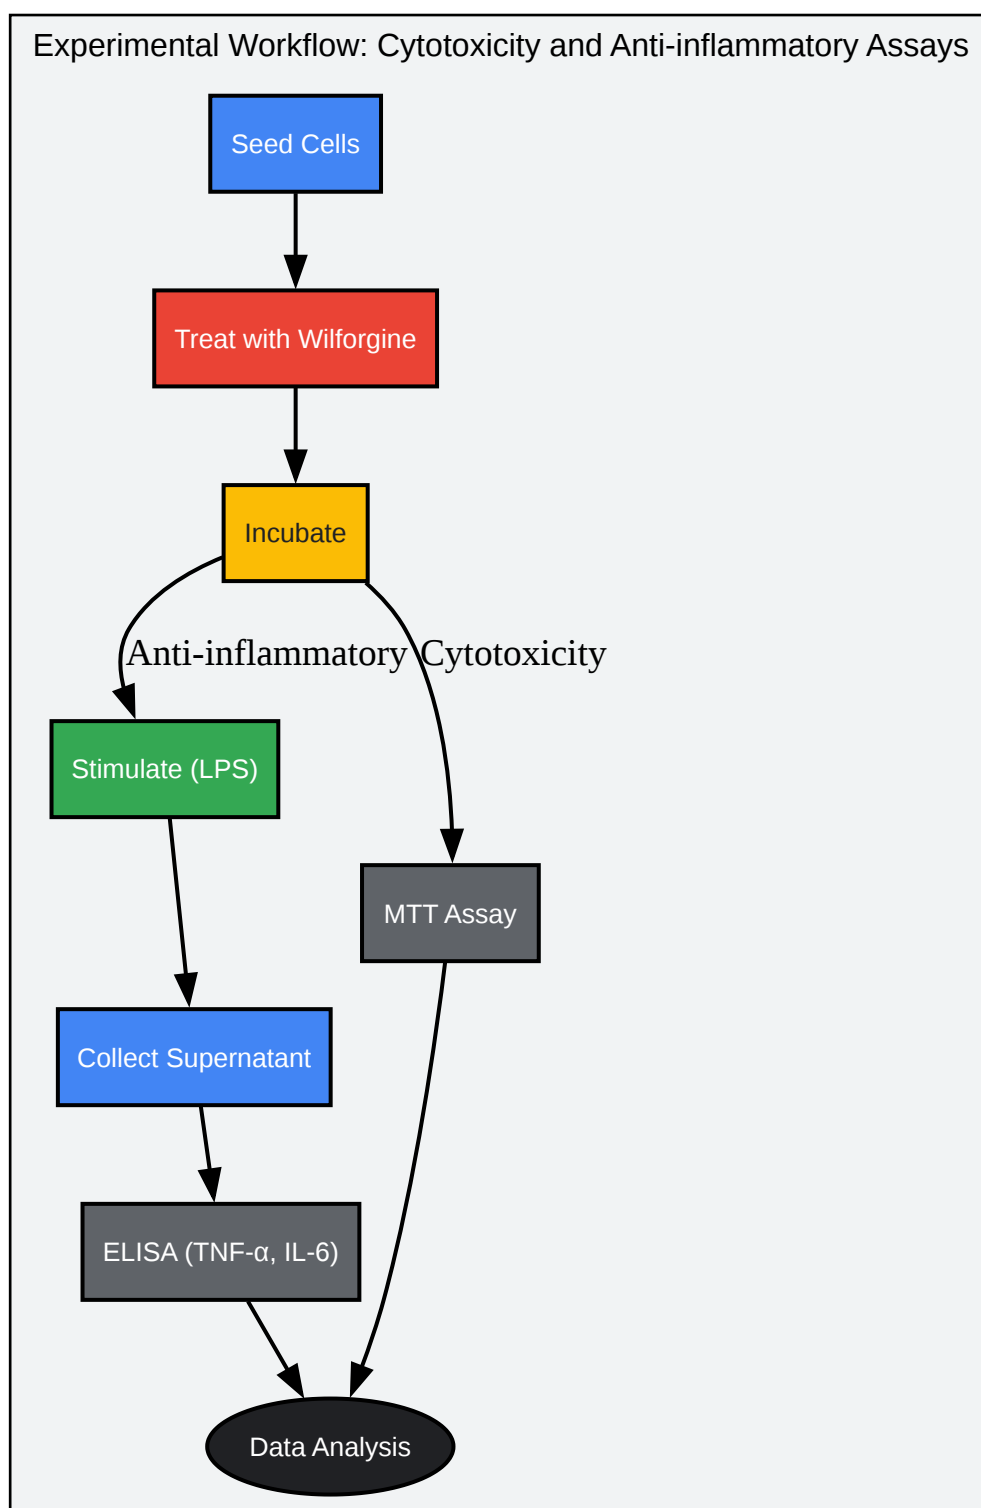 Experimental Workflow: Cytotoxicity and Anti-inflammatory Assays
Seed Cells
Treat with Wilforgine
Incubate
Anti-inflammatory
Cytotoxicity
Stimulate (LPS)
MTT Assay
Collect Supernatant
ELISA (TNF-α, IL-6)
Data Analysis